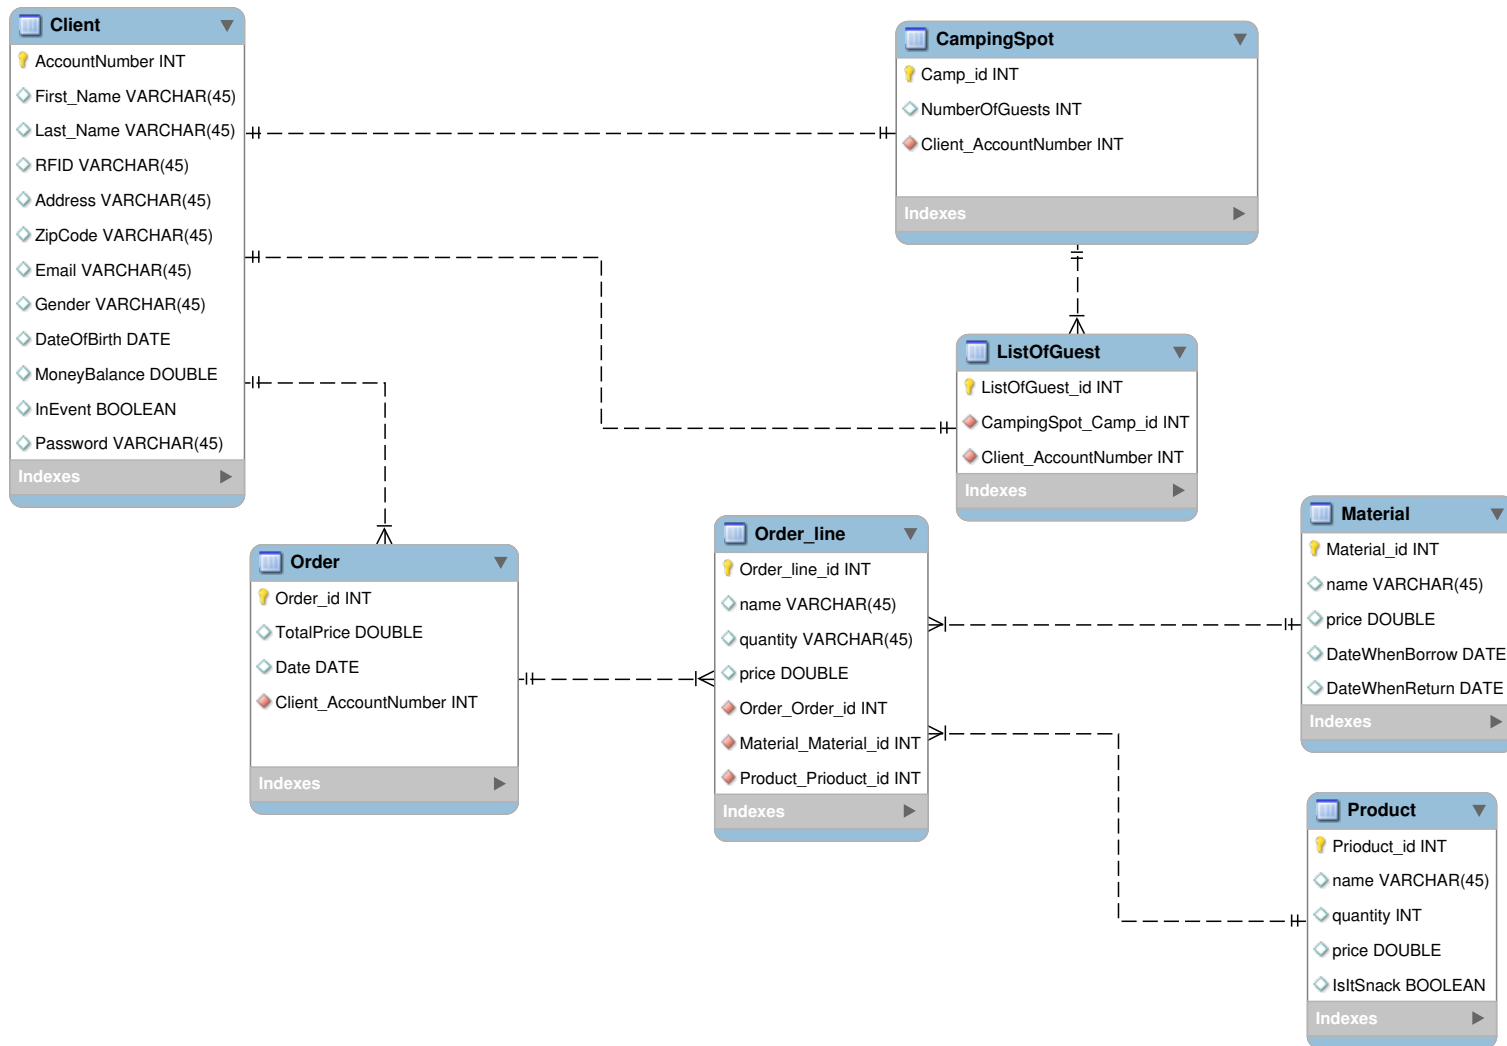 Client
AccountNumber INT
First_Name VARCHAR(45)
Last_Name VARCHAR(45)
RFID VARCHAR(45)
Address VARCHAR(45)
ZipCode VARCHAR(45)
Email VARCHAR(45)
Gender VARCHAR(45)
DateOfBirth DATE
MoneyBalance DOUBLE
InEvent BOOLEAN
Password VARCHAR(45)
Indexes
CampingSpot
Camp_id INT
NumberOfGuests INT
Client_AccountNumber INT
Indexes
ListOfGuest
ListOfGuest_id INT
CampingSpot_Camp_id INT
Client_AccountNumber INT
Indexes
Order
Order_id INT
TotalPrice DOUBLE
Date DATE
Client_AccountNumber INT
Indexes
Order_line
Order_line_id INT
name VARCHAR(45)
quantity VARCHAR(45)
price DOUBLE
Order_Order_id INT
Material_Material_id INT
Product_Prioduct_id INT
Indexes
Material
Material_id INT
name VARCHAR(45)
price DOUBLE
DateWhenBorrow DATE
DateWhenReturn DATE
Indexes
Product
Prioduct_id INT
name VARCHAR(45)
quantity INT
price DOUBLE
IsItSnack BOOLEAN
Indexes